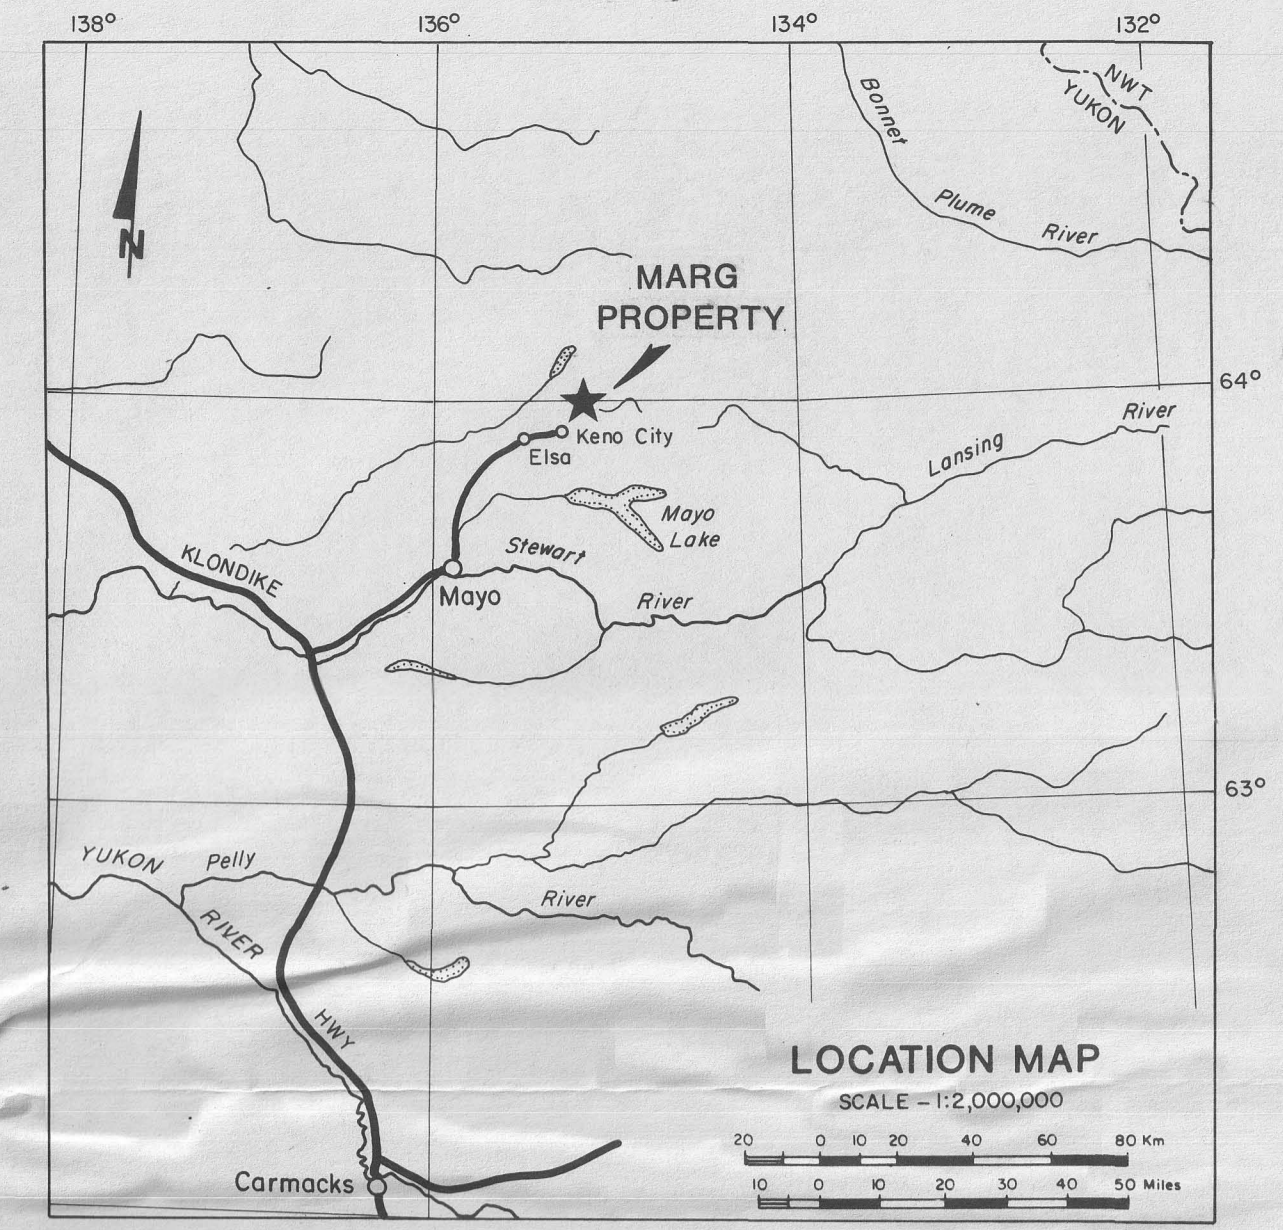 138° 136° 134° 132°
NWT
YUKON
Bonnet
Plume
River
N
MARG
PROPERTY
64°
River
Lansing
Keno City
Elsa
Mayo
Lake
Stewart
KLONDIKE
Mayo
River
63°
YUKON
Pelly
River
RIVER
HWY
LOCATION MAP
SCALE – 1:2,000,000
20 0 10 20 40 60 80 Km
10 0 10 20 30 40 50 Miles
Carmacks